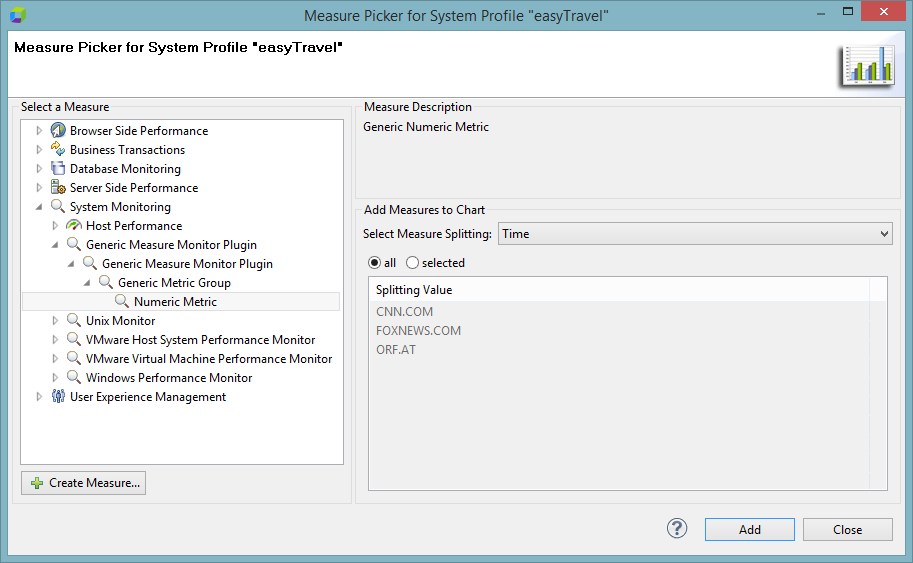 Measure Picker for System Profile "easyTravel"
Measure Picker for System Profile "easyTravel"
Select a Measure
Browser Side Performance
Business Transactions
Database Monitoring
Server Side Performance
System Monitoring
Host Performance
Generic Measure Monitor Plugin
Generic Measure Monitor Plugin
Generic Metric Group
Numeric Metric
Unix Monitor
VMware Host System Performance Monitor
VMware Virtual Machine Performance Monitor
Windows Performance Monitor
User Experience Management
Create Measure...
Measure Description
Generic Numeric Metric
Add Measures to Chart
Select Measure Splitting: Time
all selected
Splitting Value
CNN.COM
FOXNEWS.COM
ORF.AT
? Add Close